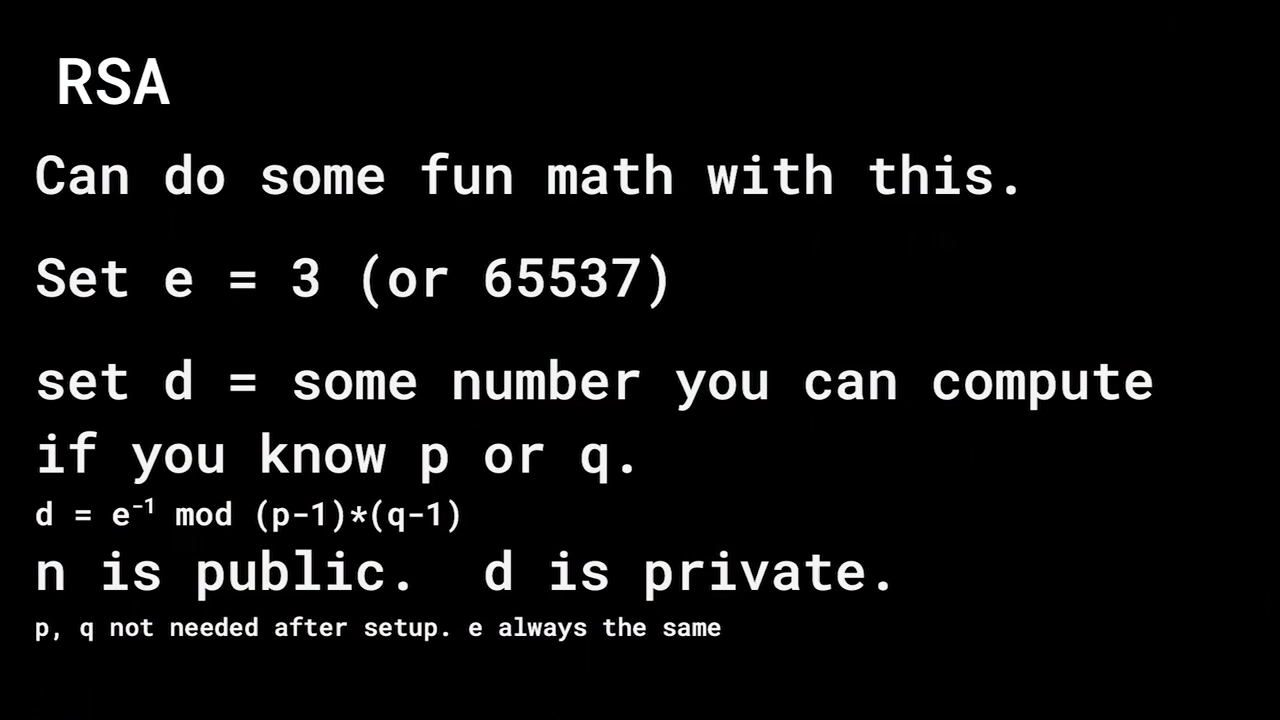 RSA
Can do some fun math with this.
Set e = 3 (or 65537)
set d = some number you can compute
if you know p or q.
d = e⁻¹ mod (p-1)*(q-1)
n is public.  d is private.
p, q not needed after setup. e always the same